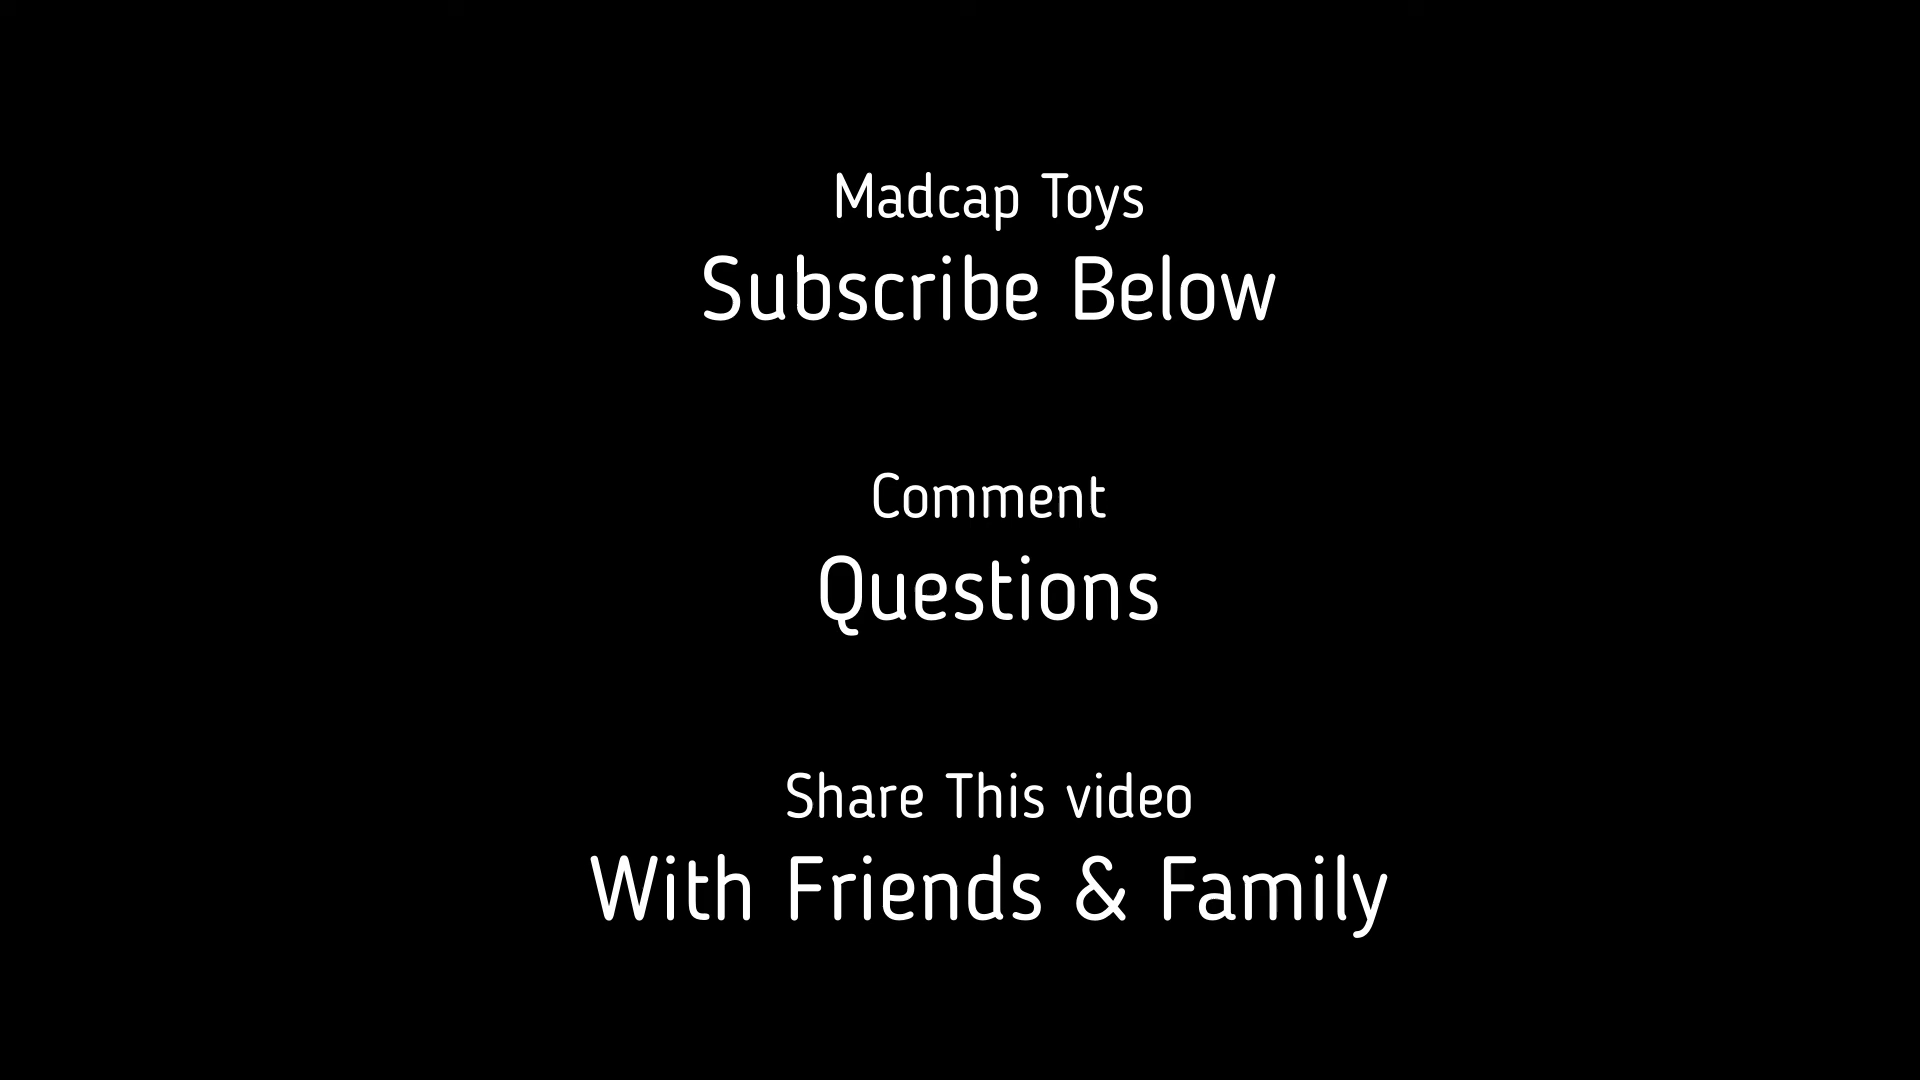 Madcap Toys
Subscribe Below
Comment
Questions
Share This video
With Friends & Family